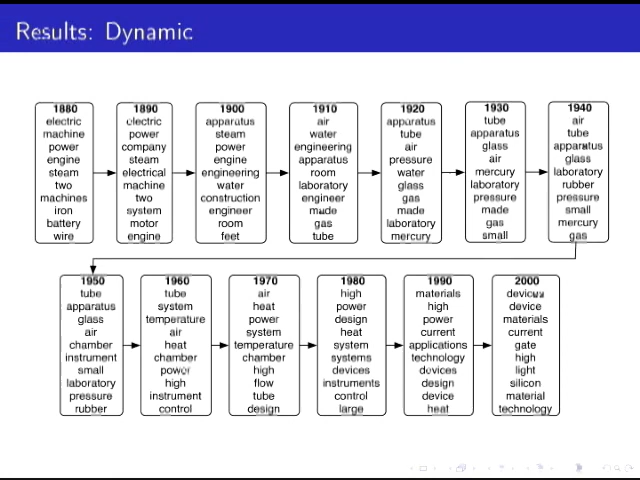 Results: Dynamic
1880
electric
machine
power
engine
steam
two
machines
iron
battery
wire
1890
electric
power
company
steam
electrical
machine
two
system
motor
engine
1900
apparatus
steam
power
engine
engineering
water
construction
engineer
room
feet
1910
air
water
engineering
apparatus
room
laboratory
engineer
made
gas
tube
1920
apparatus
tube
air
pressure
water
glass
gas
made
laboratory
mercury
1930
tube
apparatus
glass
air
mercury
laboratory
pressure
made
gas
small
1940
air
tube
apparatus
glass
laboratory
rubber
pressure
small
mercury
gas
1950
tube
apparatus
glass
air
chamber
instrument
small
laboratory
pressure
rubber
1960
tube
system
temperature
air
heat
chamber
power
high
instrument
control
1970
air
heat
power
system
temperature
chamber
high
flow
tube
design
1980
high
power
design
heat
system
systems
devices
instruments
control
large
1990
materials
high
power
current
applications
technology
devices
design
device
heat
2000
devices
device
materials
current
gate
high
light
silicon
material
technology